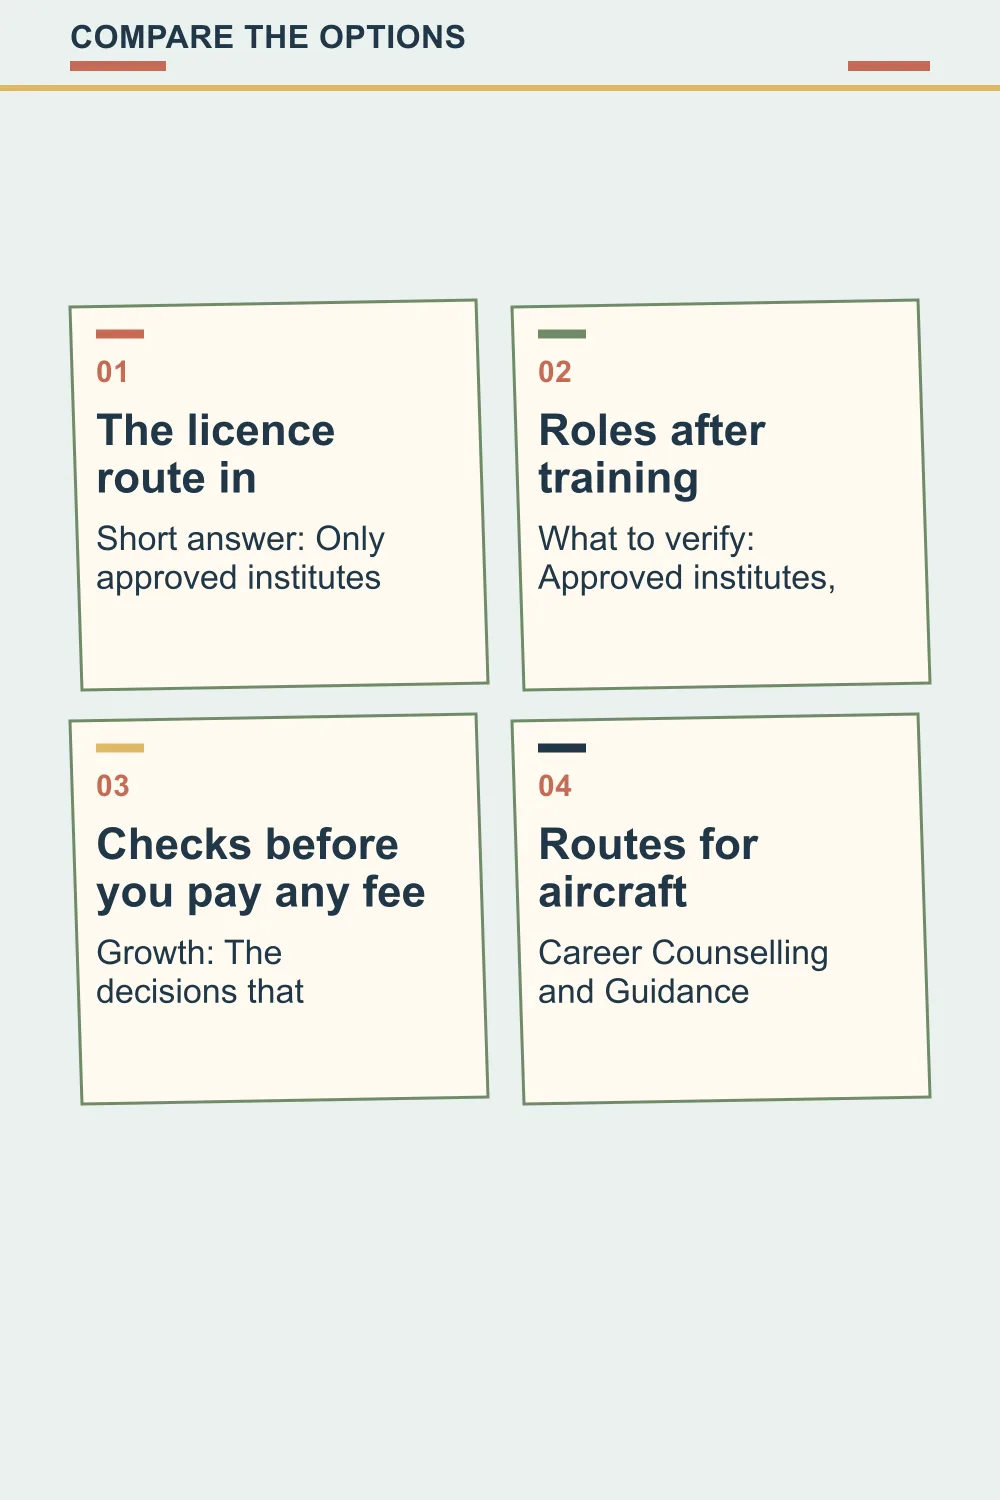 COMPARE THE OPTIONS
01
The licence
route in
Short answer: Only
approved institutes
02
Roles after
training
What to verify:
Approved institutes,
03
Checks before
you pay any fee
Growth: The
decisions that
04
Routes for
aircraft
Career Counselling
and Guidance